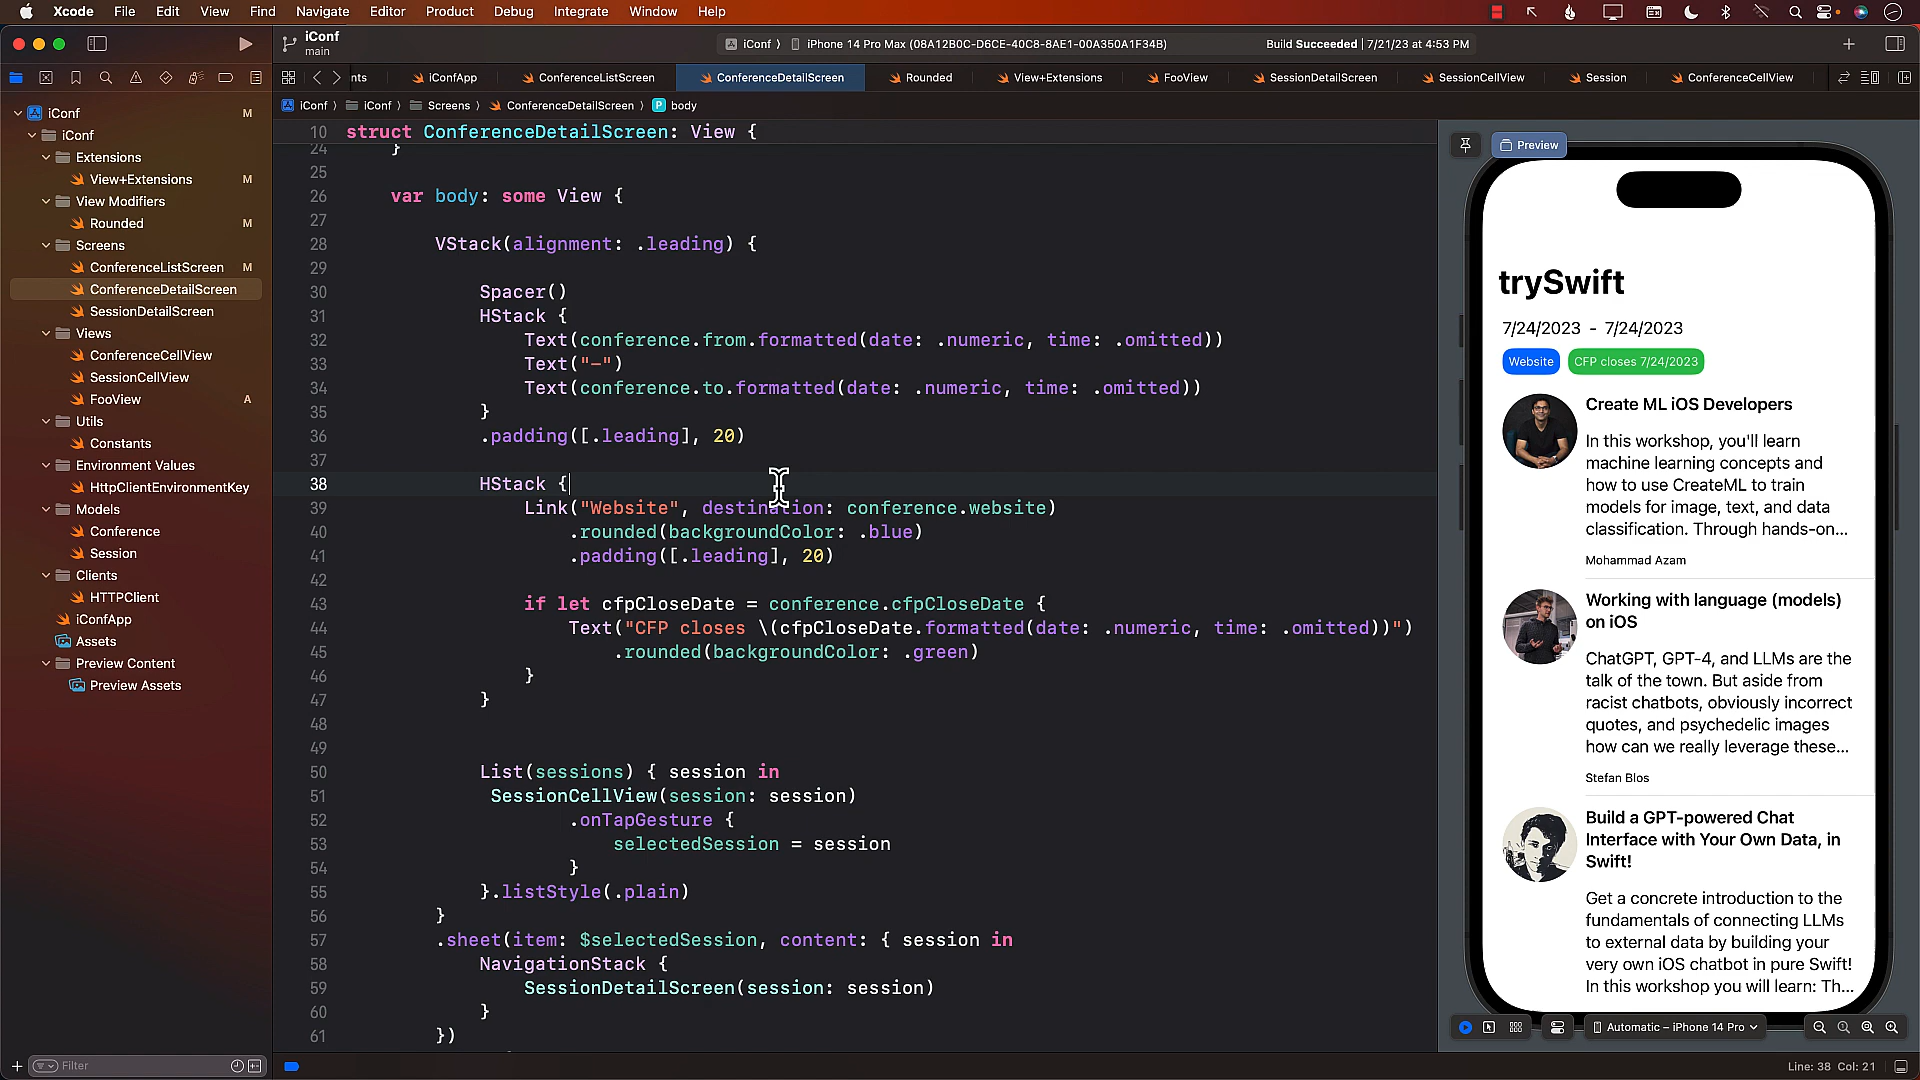 Xcode File Edit View Find Navigate Editor Product Debug Integrate Window Help
iConf
main
iConf 〉 iPhone 14 Pro Max (08A12B0C-D6CE-40C8-8AE1-00A350A1F34B)
Build Succeeded | 7/21/23 at 4:53 PM
nts iConfApp ConferenceListScreen ConferenceDetailScreen Rounded View+Extensions FooView SessionDetailScreen SessionCellView Session ConferenceCellView
iConf 〉 iConf 〉 Screens 〉 ConferenceDetailScreen 〉 P body
iConf M
iConf
Extensions
View+Extensions M
View Modifiers
Rounded M
Screens
ConferenceListScreen M
ConferenceDetailScreen
SessionDetailScreen
Views
ConferenceCellView
SessionCellView
FooView A
Utils
Constants
Environment Values
HttpClientEnvironmentKey
Models
Conference
Session
Clients
HTTPClient
iConfApp
Assets
Preview Content
Preview Assets
Filter
10 struct ConferenceDetailScreen: View {
24 }
25
26 var body: some View {
27
28 VStack(alignment: .leading) {
29
30 Spacer()
31 HStack {
32 Text(conference.from.formatted(date: .numeric, time: .omitted))
33 Text("-")
34 Text(conference.to.formatted(date: .numeric, time: .omitted))
35 }
36 .padding([.leading], 20)
37
38 HStack {
39 Link("Website", destination: conference.website)
40 .rounded(backgroundColor: .blue)
41 .padding([.leading], 20)
42
43 if let cfpCloseDate = conference.cfpCloseDate {
44 Text("CFP closes \(cfpCloseDate.formatted(date: .numeric, time: .omitted))")
45 .rounded(backgroundColor: .green)
46 }
47 }
48
49
50 List(sessions) { session in
51 SessionCellView(session: session)
52 .onTapGesture {
53 selectedSession = session
54 }
55 }.listStyle(.plain)
56 }
57 .sheet(item: $selectedSession, content: { session in
58 NavigationStack {
59 SessionDetailScreen(session: session)
60 }
61 })
Preview
trySwift
7/24/2023 - 7/24/2023
Website CFP closes 7/24/2023
Create ML iOS Developers
In this workshop, you'll learn
machine learning concepts and
how to use CreateML to train
models for image, text, and data
classification. Through hands-on...
Mohammad Azam
Working with language (models)
on iOS
ChatGPT, GPT-4, and LLMs are the
talk of the town. But aside from
racist chatbots, obviously incorrect
quotes, and psychedelic images
how can we really leverage these...
Stefan Blos
Build a GPT-powered Chat
Interface with Your Own Data, in
Swift!
Get a concrete introduction to the
fundamentals of connecting LLMs
to external data by building your
very own iOS chatbot in pure Swift!
In this workshop you will learn: Th...
Automatic – iPhone 14 Pro
Line: 38 Col: 21